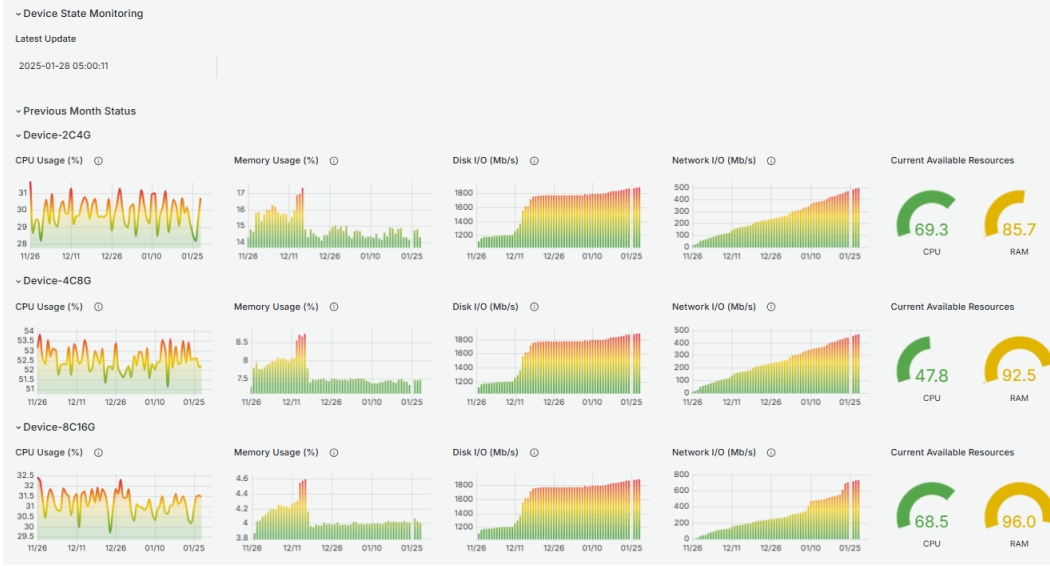 Device State Monitoring
Latest Update
2025-01-28 05:00:11
Previous Month Status
Device-2C4G
CPU Usage (%)
31
30
29
28
11/26 12/11 12/26 01/10 01/25
Memory Usage (%)
17
16
15
14
11/26 12/11 12/26 01/10 01/25
Disk I/O (Mb/s)
1800
1600
1400
1200
11/26 12/11 12/26 01/10 01/25
Network I/O (Mb/s)
500
400
300
200
100
0
11/26 12/11 12/26 01/10 01/25
Current Available Resources
69.3 85.7
CPU RAM
Device-4C8G
CPU Usage (%)
54
53.5
53
52.5
52
51.5
51
11/26 12/11 12/26 01/10 01/25
Memory Usage (%)
8.5
8
7.5
11/26 12/11 12/26 01/10 01/25
Disk I/O (Mb/s)
1800
1600
1400
1200
11/26 12/11 12/26 01/10 01/25
Network I/O (Mb/s)
500
400
300
200
100
0
11/26 12/11 12/26 01/10 01/25
Current Available Resources
47.8 92.5
CPU RAM
Device-8C16G
CPU Usage (%)
32.5
32
31.5
31
30.5
30
29.5
11/26 12/11 12/26 01/10 01/25
Memory Usage (%)
4.6
4.4
4.2
4
3.8
11/26 12/11 12/26 01/10 01/25
Disk I/O (Mb/s)
1800
1600
1400
1200
11/26 12/11 12/26 01/10 01/25
Network I/O (Mb/s)
800
600
400
200
0
11/26 12/11 12/26 01/10 01/25
Current Available Resources
68.5 96.0
CPU RAM